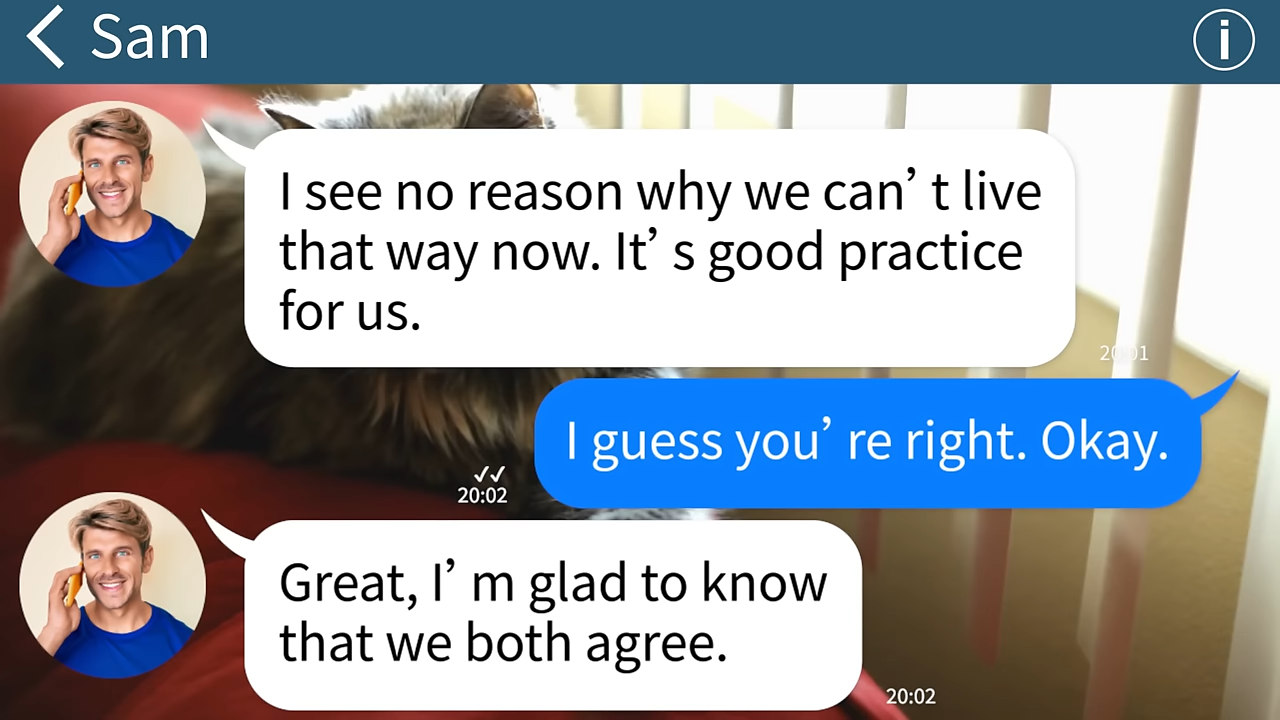 Sam
I see no reason why we can’t live
that way now. It’s good practice
for us.
20:01
I guess you’re right. Okay.
20:02
Great, I’m glad to know
that we both agree.
20:02